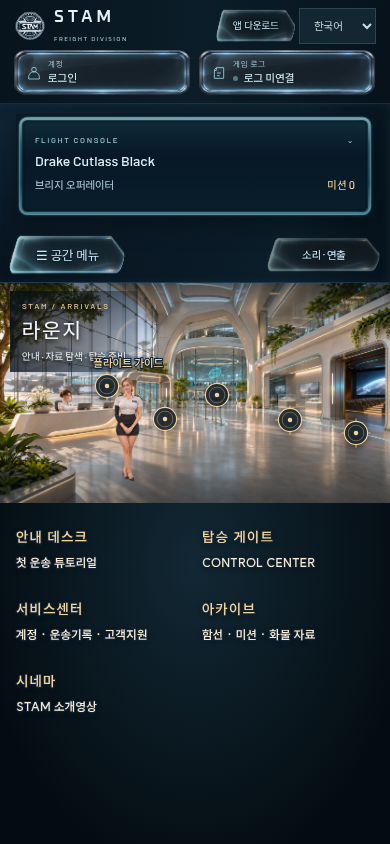 STAM
FREIGHT DIVISION
앱 다운로드
한국어
계정
로그인
게임 로그
로그 미연결
FLIGHT CONSOLE
Drake Cutlass Black
브리지 오퍼레이터
미션 0
☰ 공간 메뉴
소리·연출
STAM / ARRIVALS
라운지
안내·자료 탐색·탑승 준비
파일라이트 가이드
안내 데스크
첫 운송 튜토리얼
탑승 게이트
CONTROL CENTER
서비스센터
계정 · 운송기록 · 고객지원
아카이브
함선 · 미션 · 화물 자료
시네마
STAM 소개영상